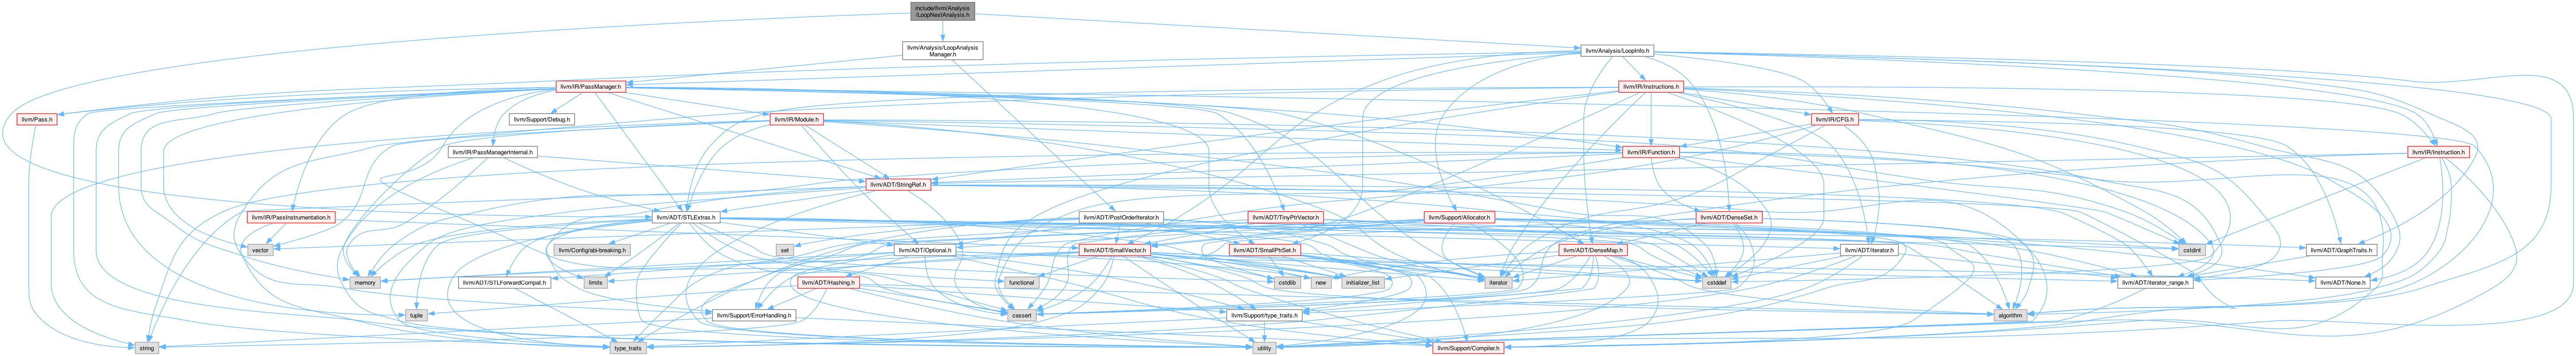 include/llvm/Analysis
/LoopNestAnalysis.h
llvm/Analysis/LoopAnalysis
Manager.h
llvm/Analysis/LoopInfo.h
llvm/IR/PassManager.h
llvm/IR/Instructions.h
llvm/Pass.h
llvm/Support/Debug.h
llvm/IR/Module.h
llvm/IR/CFG.h
llvm/IR/PassManagerInternal.h
llvm/IR/Function.h
llvm/IR/Instruction.h
llvm/ADT/StringRef.h
llvm/IR/PassInstrumentation.h
llvm/ADT/STLExtras.h
llvm/ADT/PostOrderIterator.h
llvm/ADT/TinyPtrVector.h
llvm/Support/Allocator.h
llvm/ADT/DenseSet.h
vector
llvm/Config/abi-breaking.h
set
llvm/ADT/Optional.h
llvm/ADT/SmallVector.h
llvm/ADT/SmallPtrSet.h
llvm/ADT/DenseMap.h
llvm/ADT/iterator.h
cstdint
llvm/ADT/GraphTraits.h
memory
llvm/ADT/STLForwardCompat.h
limits
llvm/ADT/Hashing.h
functional
cstdlib
new
initializer_list
iterator
cstddef
llvm/ADT/iterator_range.h
llvm/ADT/None.h
tuple
llvm/Support/ErrorHandling.h
cassert
llvm/Support/type_traits.h
algorithm
string
type_traits
utility
llvm/Support/Compiler.h